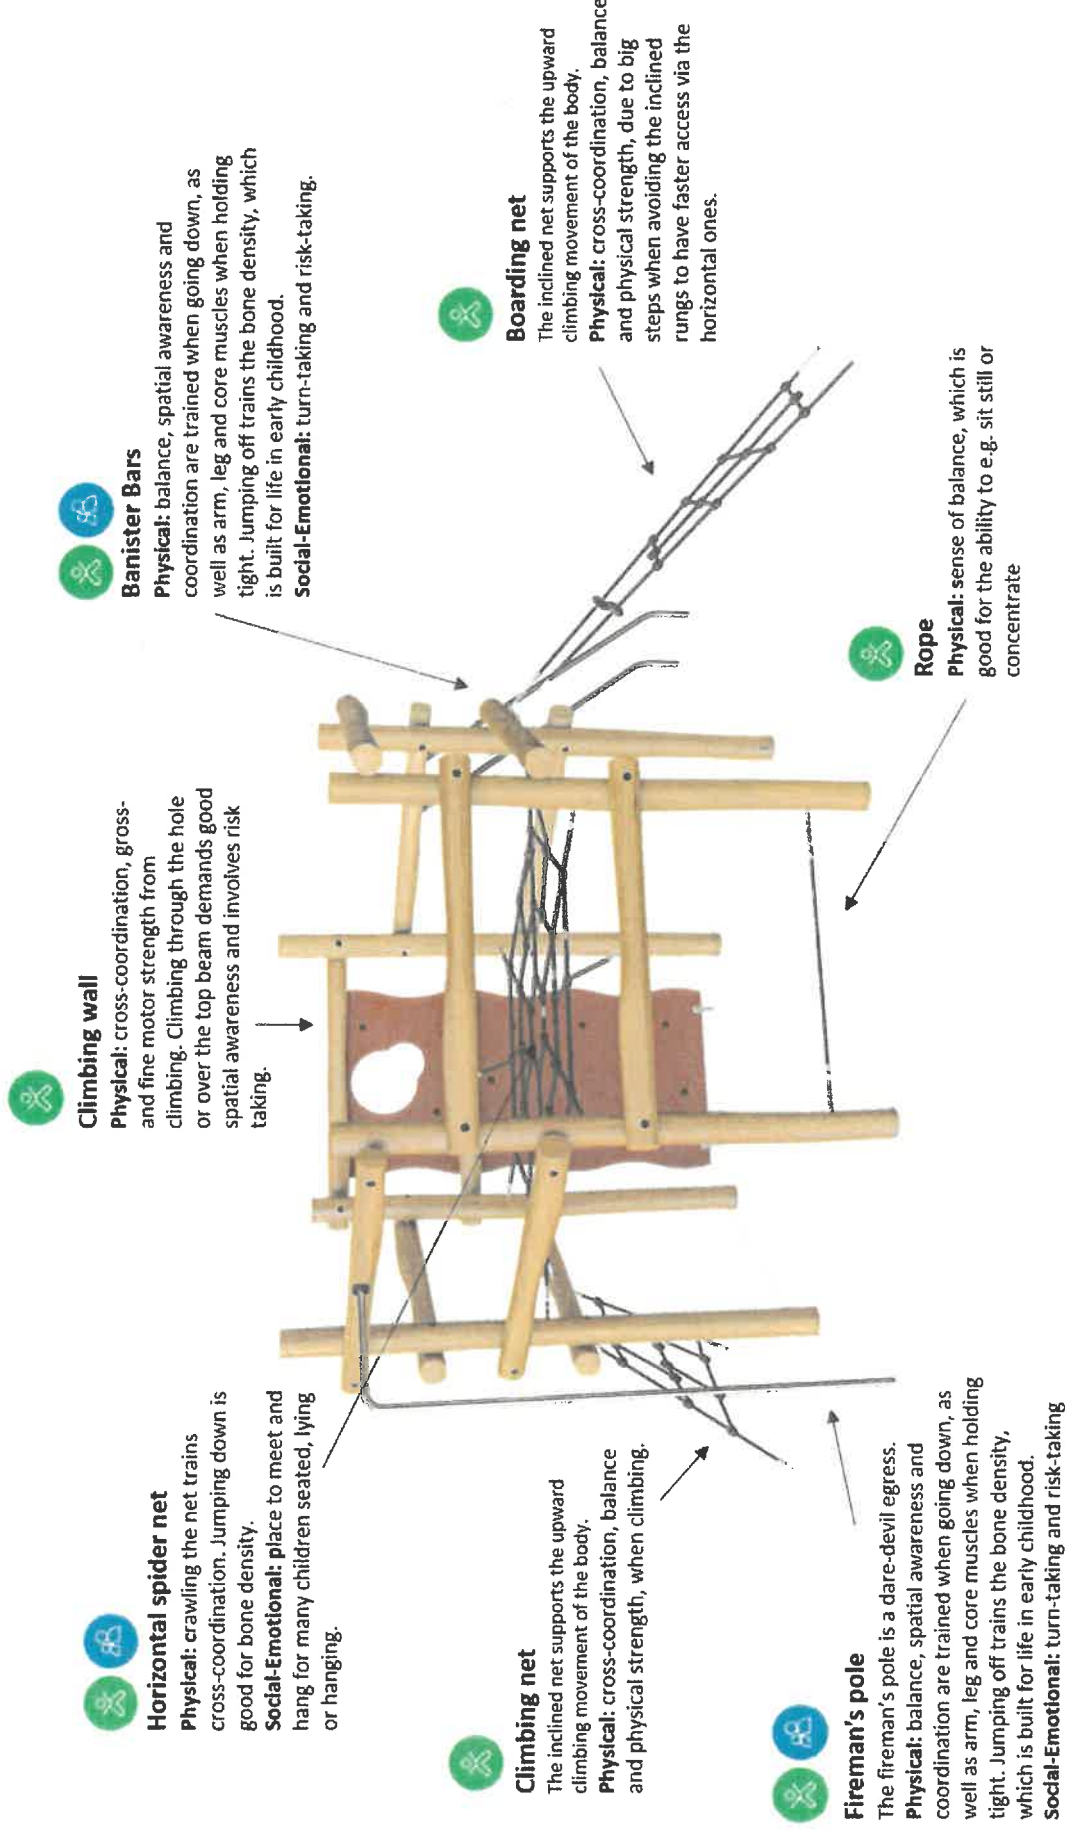 Horizontal spider net
Physical: crawling the net trains
cross-coordination. Jumping down is
good for bone density.
Social-Emotional: place to meet and
hang for many children seated, lying
or hanging.
Climbing wall
Physical: cross-coordination, gross-
and fine motor strength from
climbing. Climbing through the hole
or over the top beam demands good
spatial awareness and involves risk
taking.
Banister Bars
Physical: balance, spatial awareness and
coordination are trained when going down, as
well as arm, leg and core muscles when holding
tight. Jumping off trains the bone density, which
is built for life in early childhood.
Social-Emotional: turn-taking and risk-taking.
Climbing net
The inclined net supports the upward
climbing movement of the body.
Physical: cross-coordination, balance
and physical strength, when climbing.
Boarding net
The inclined net supports the upward
climbing movement of the body.
Physical: cross-coordination, balance
and physical strength, due to big
steps when avoiding the inclined
rungs to have faster access via the
horizontal ones.
Fireman's pole
The fireman's pole is a dare-devil egress.
Physical: balance, spatial awareness and
coordination are trained when going down, as
well as arm, leg and core muscles when holding
tight. Jumping off trains the bone density,
which is built for life in early childhood.
Social-Emotional: turn-taking and risk-taking
Rope
Physical: sense of balance, which is
good for the ability to e.g. sit still or
concentrate